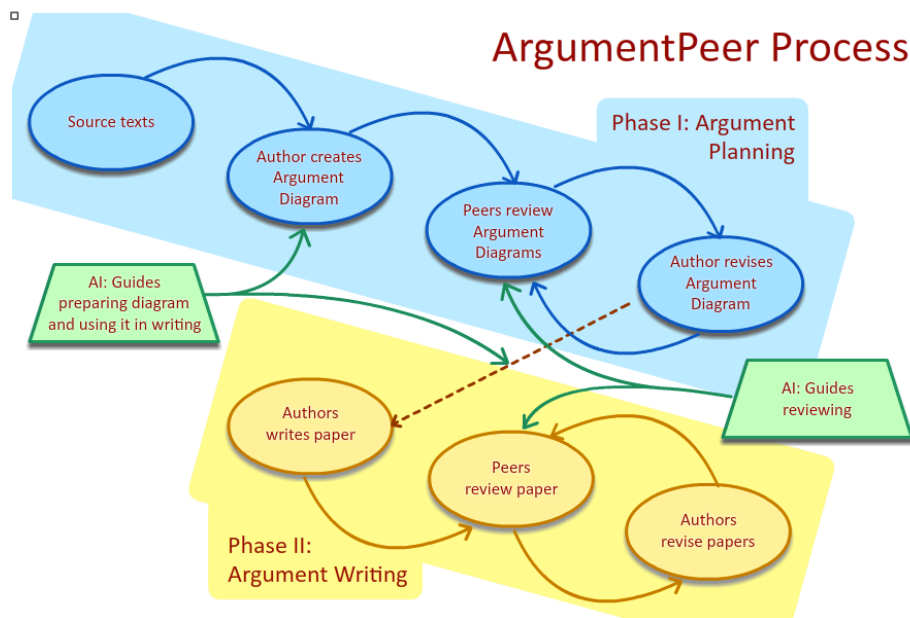 ArgumentPeer Process
Phase I: Argument
Planning
Source texts
Author creates
Argument
Diagram
Peers review
Argument
Diagrams
Author revises
Argument
Diagram
AI: Guides
preparing diagram
and using it in writing
AI: Guides
reviewing
Authors
writes paper
Peers
review paper
Authors
revise papers
Phase II:
Argument Writing